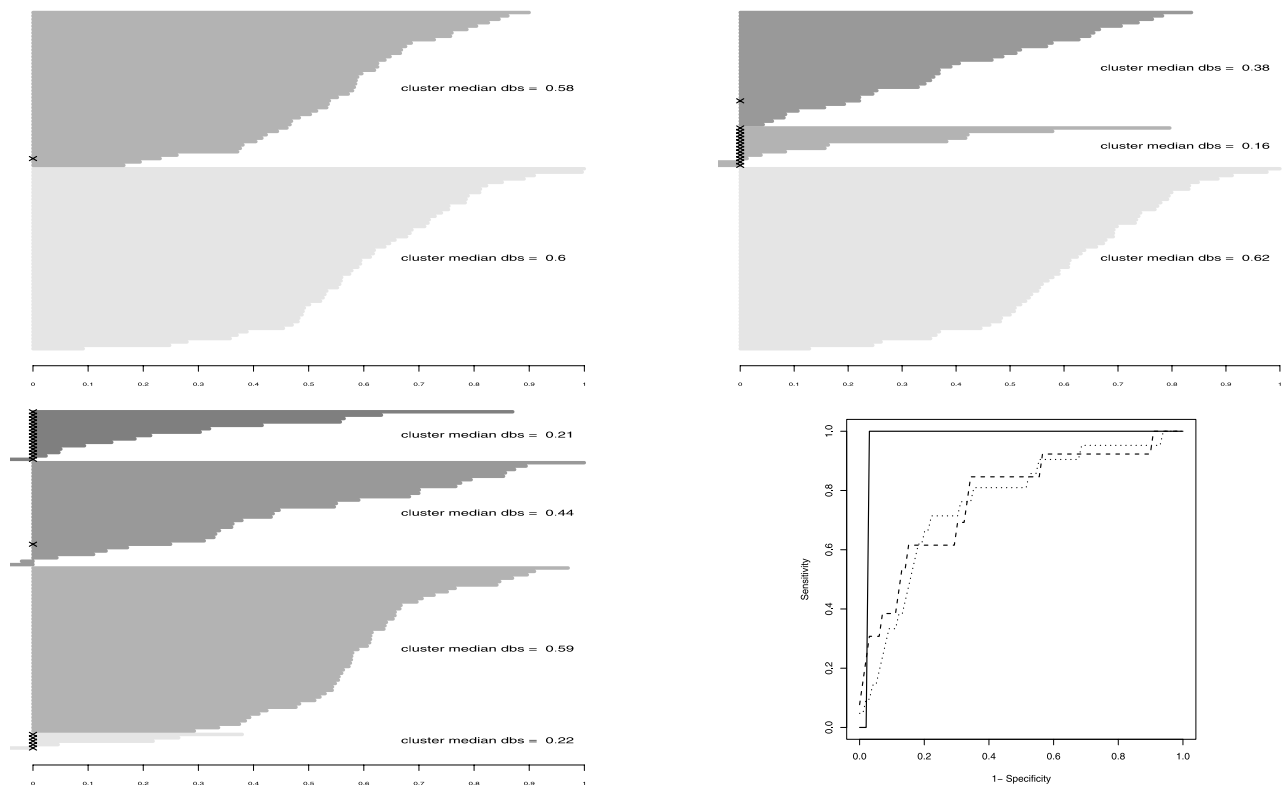 cluster median dbs = 0.58
cluster median dbs = 0.6
0 0.1 0.2 0.3 0.4 0.5 0.6 0.7 0.8 0.9 1
cluster median dbs = 0.38
cluster median dbs = 0.16
cluster median dbs = 0.62
0 0.1 0.2 0.3 0.4 0.5 0.6 0.7 0.8 0.9 1
cluster median dbs = 0.21
cluster median dbs = 0.44
cluster median dbs = 0.59
cluster median dbs = 0.22
0 0.1 0.2 0.3 0.4 0.5 0.6 0.7 0.8 0.9 1
Sensitivity
1.0
0.8
0.6
0.4
0.2
0.0
0.0 0.2 0.4 0.6 0.8 1.0
1− Specificity